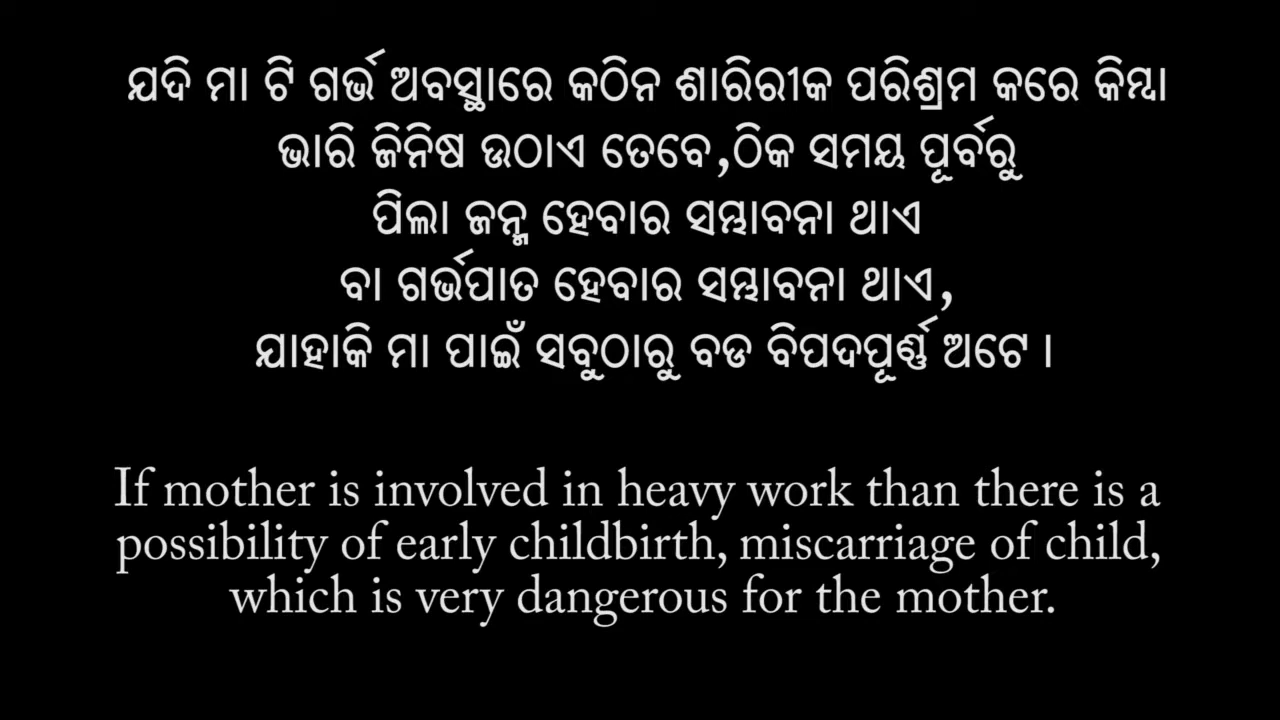 ଯଦି ମା ଟି ଗର୍ଭ ଅବସ୍ଥାରେ କଠିନ ଶାରିରୀକ ପରିଶ୍ରମ କରେ କିମ୍ବା
ଭାରି ଜିନିଷ ଉଠାଏ ତେବେ,ଠିକ ସମୟ ପୂର୍ବରୁ
ପିଲା ଜନ୍ମ ହେବାର ସମ୍ଭାବନା ଥାଏ
ବା ଗର୍ଭପାତ ହେବାର ସମ୍ଭାବନା ଥାଏ,
ଯାହାକି ମା ପାଇଁ ସବୁଠାରୁ ବଡ ବିପଦପୂର୍ଣ୍ଣ ଅଟେ ।
If mother is involved in heavy work than there is a
possibility of early childbirth, miscarriage of child,
which is very dangerous for the mother.